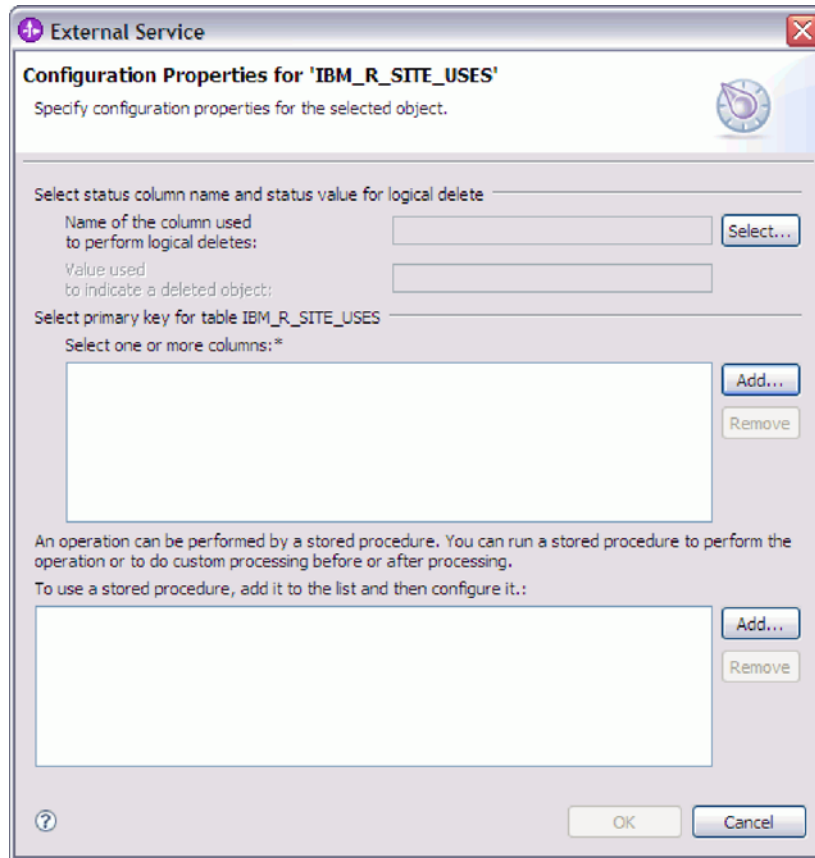 External Service
Configuration Properties for 'IBM_R_SITE_USES'
Specify configuration properties for the selected object.
Select status column name and status value for logical delete
Name of the column used
to perform logical deletes:
Select...
Value used
to indicate a deleted object:
Select primary key for table IBM_R_SITE_USES
Select one or more columns:*
Add...
Remove
An operation can be performed by a stored procedure. You can run a stored procedure to perform the
operation or to do custom processing before or after processing.
To use a stored procedure, add it to the list and then configure it.:
Add...
Remove
?
OK
Cancel